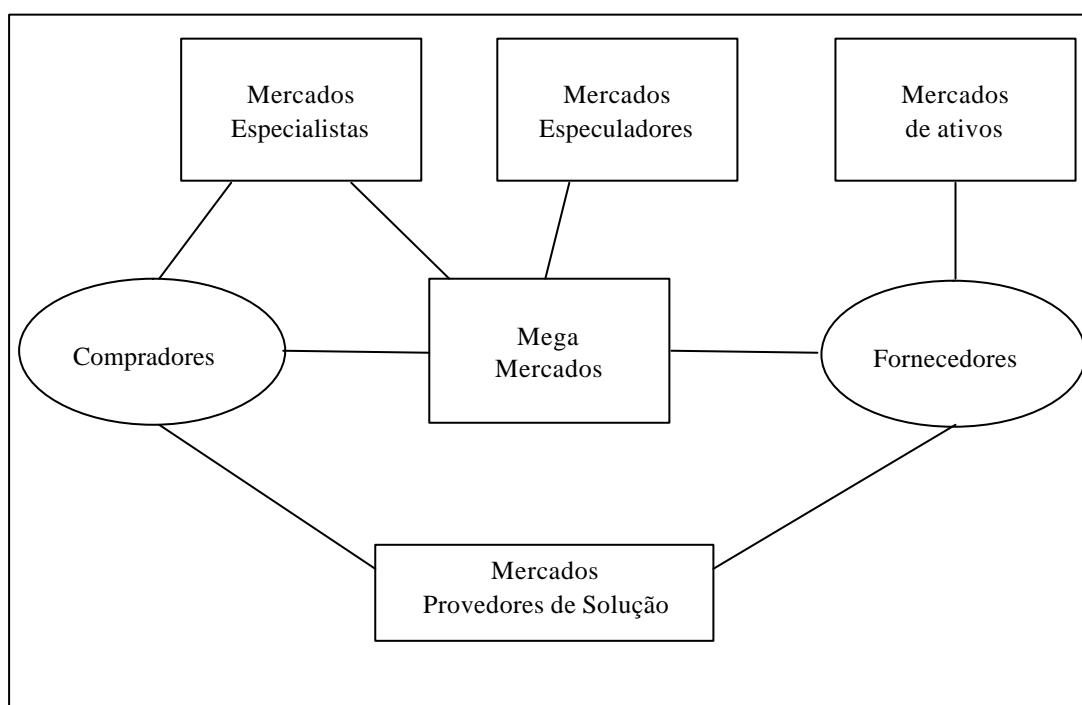 Mercados
Especialistas
Mercados
Especuladores
Mercados
de ativos
Compradores
Mega
Mercados
Fornecedores
Mercados
Provedores de Solução